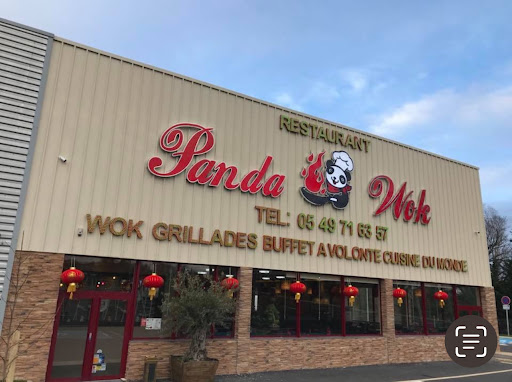 RESTAURANT
Panda Wok
TEL: 05 49 71 63 57
WOK GRILLADES BUFFET A VOLONTE CUISINE DU MONDE